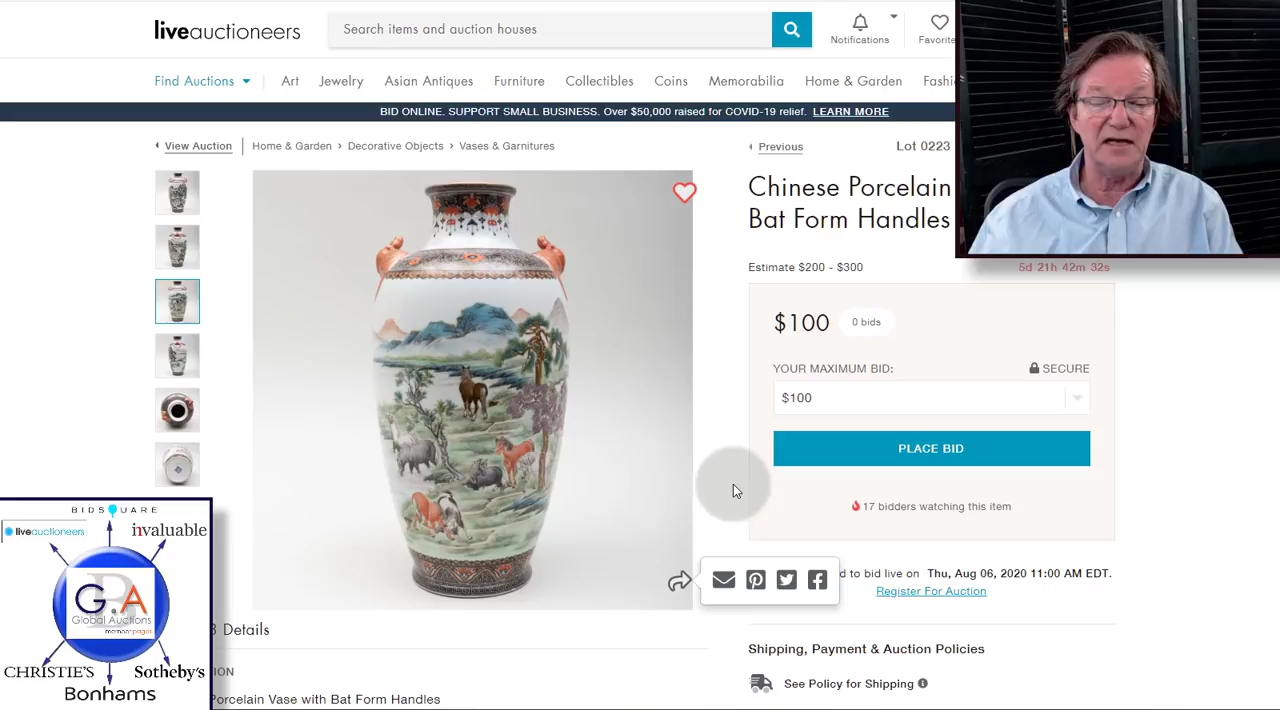 liveauctioneers
Search items and auction houses
Notifications
Favorite
Find Auctions
Art
Jewelry
Asian Antiques
Furniture
Collectibles
Coins
Memorabilia
Home & Garden
Fashi
BID ONLINE. SUPPORT SMALL BUSINESS. Over $50,000 raised for COVID-19 relief. LEARN MORE
View Auction
Home & Garden › Decorative Objects › Vases & Garnitures
Previous
Lot 0223
Chinese Porcelain
Bat Form Handles
Estimate $200 - $300
5d 21h 42m 32s
$100
0 bids
YOUR MAXIMUM BID:
SECURE
$100
PLACE BID
17 bidders watching this item
d to bid live on Thu, Aug 06, 2020 11:00 AM EDT.
Register For Auction
3 Details
ION
Porcelain Vase with Bat Form Handles
Shipping, Payment & Auction Policies
See Policy for Shipping
BIDSQUARE
liveauctioneers
invaluable
G.A
Global Auctions
member pages
CHRISTIE'S
Sotheby's
Bonhams